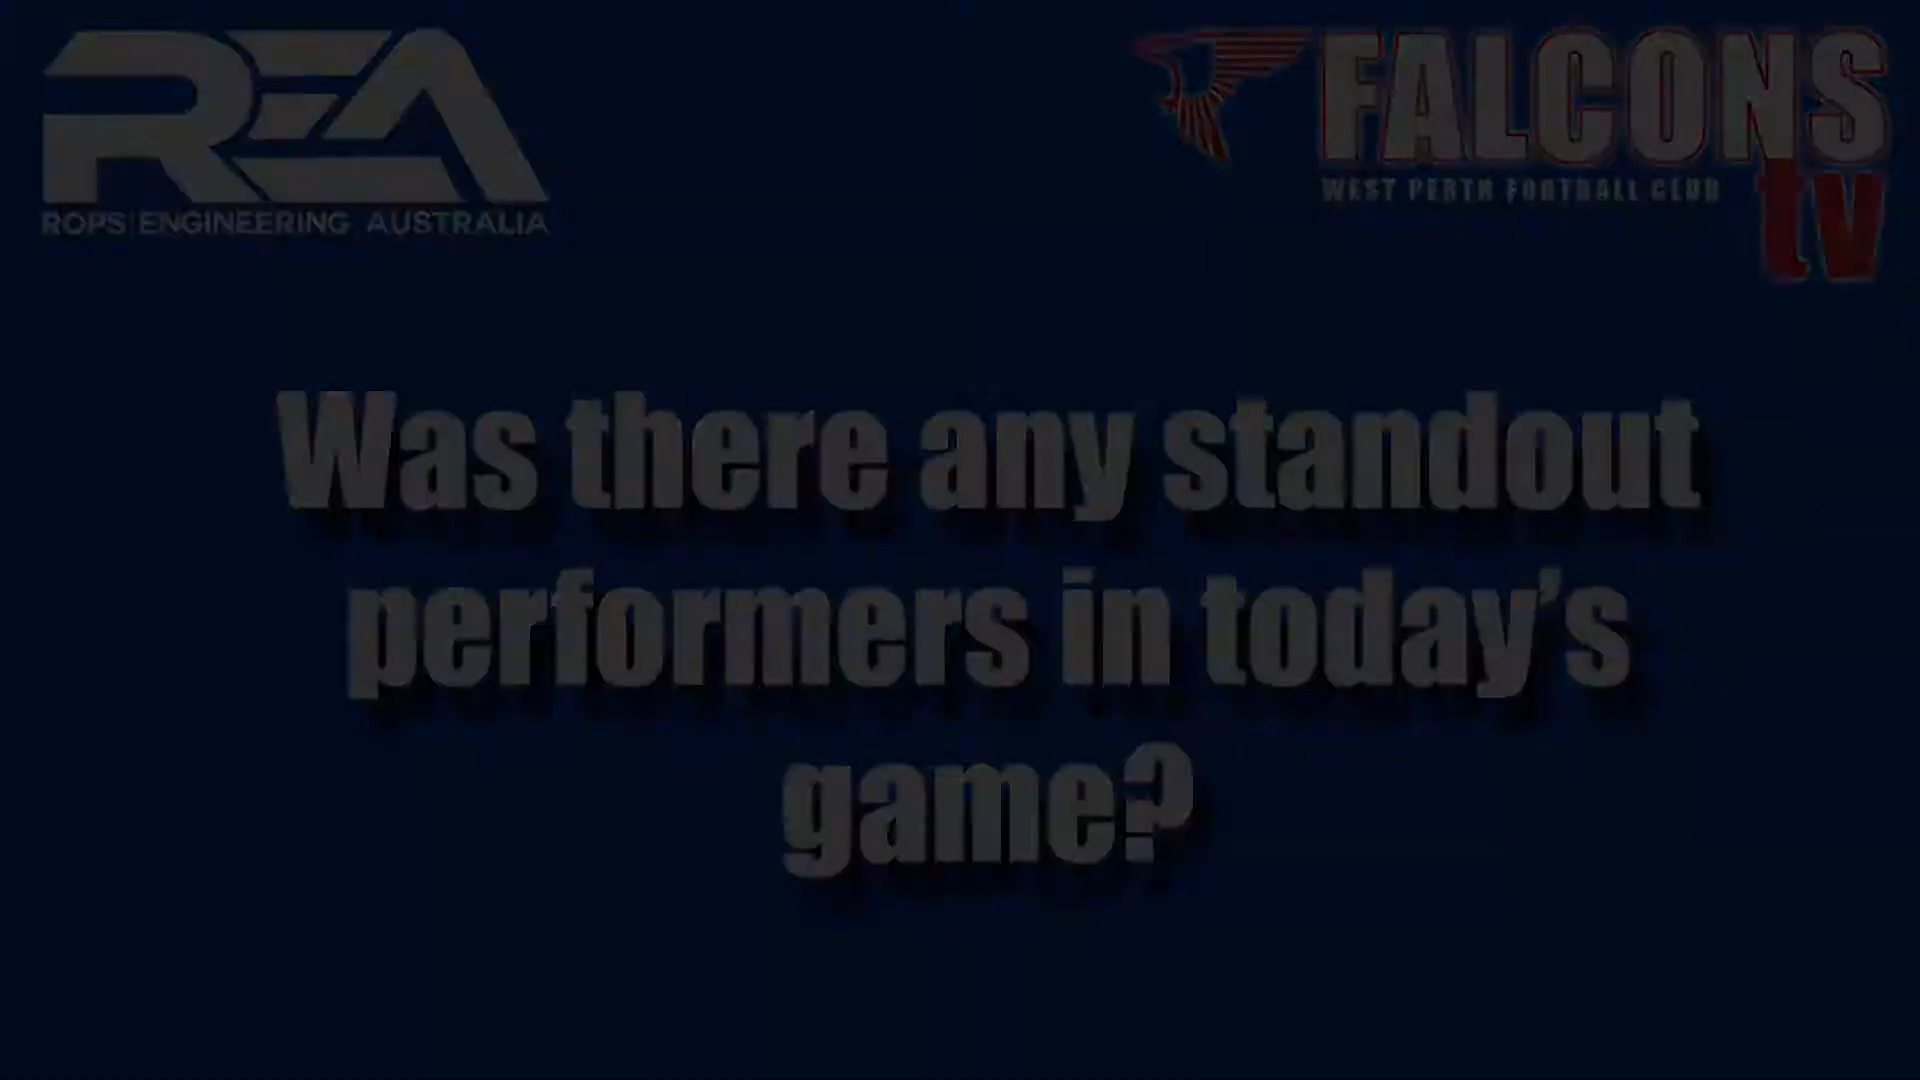 REA
ROPS ENGINEERING AUSTRALIA
FALCONS
WEST PERTH FOOTBALL CLUB
tv
Was there any standout
performers in today’s
game?